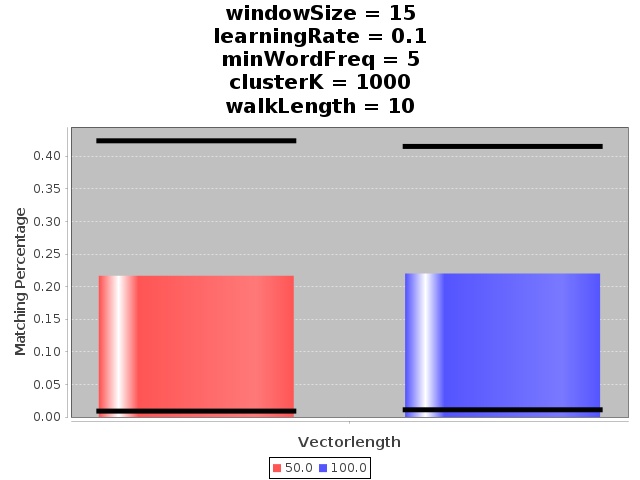 windowSize = 15
learningRate = 0.1
minWordFreq = 5
clusterK = 1000
walkLength = 10
Matching Percentage
0.40
0.35
0.30
0.25
0.20
0.15
0.10
0.05
0.00
Vectorlength
50.0 100.0